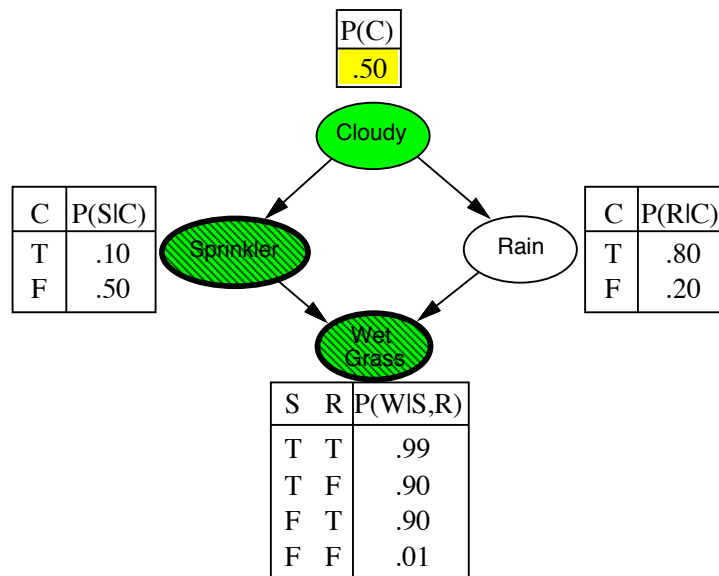 P(C)
.50
Cloudy
C P(S|C)
T .10
F .50
Sprinkler
Rain
C P(R|C)
T .80
F .20
Wet
Grass
S R P(W|S,R)
T T .99
T F .90
F T .90
F F .01